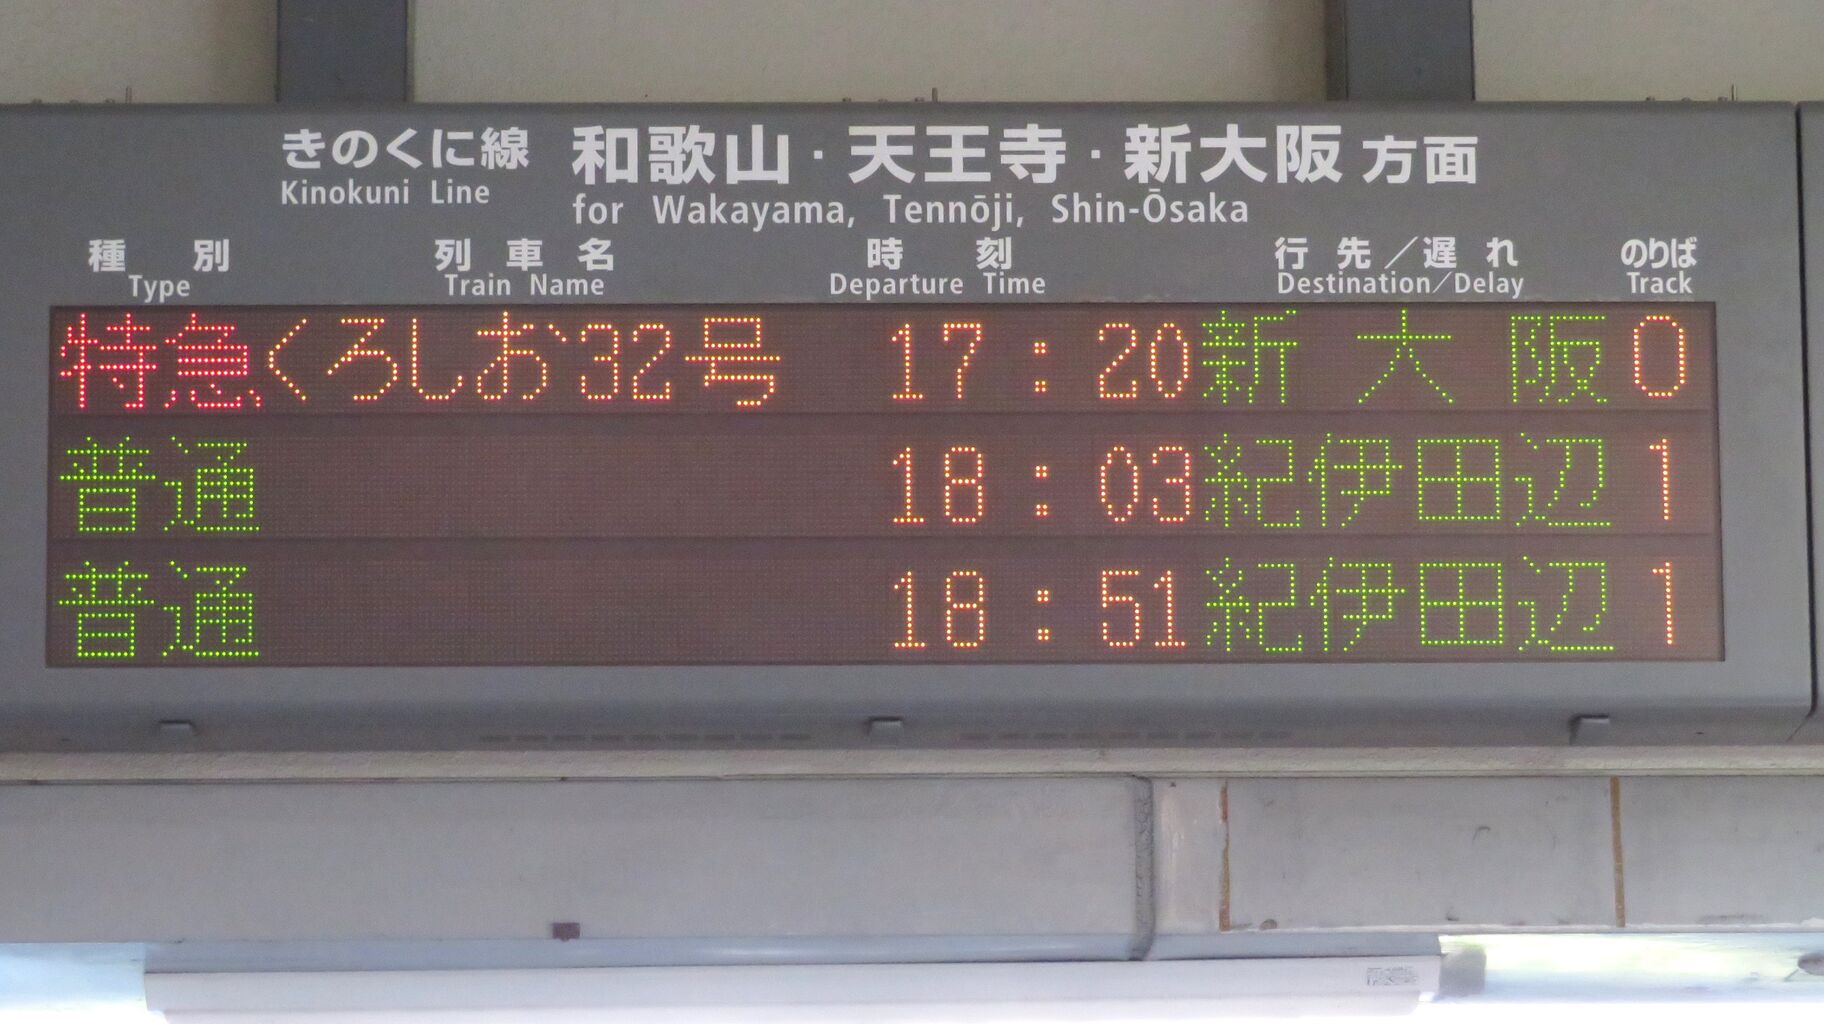 きのくに線 和歌山・天王寺・新大阪方面
Kinokuni Line for Wakayama, Tennōji, Shin-Ōsaka
種別 列車名 時刻 行先／遅れ のりば
Type Train Name Departure Time Destination/Delay Track
特急 くろしお32号 17:20 新大阪 0
普通 18:03 紀伊田辺 1
普通 18:51 紀伊田辺 1